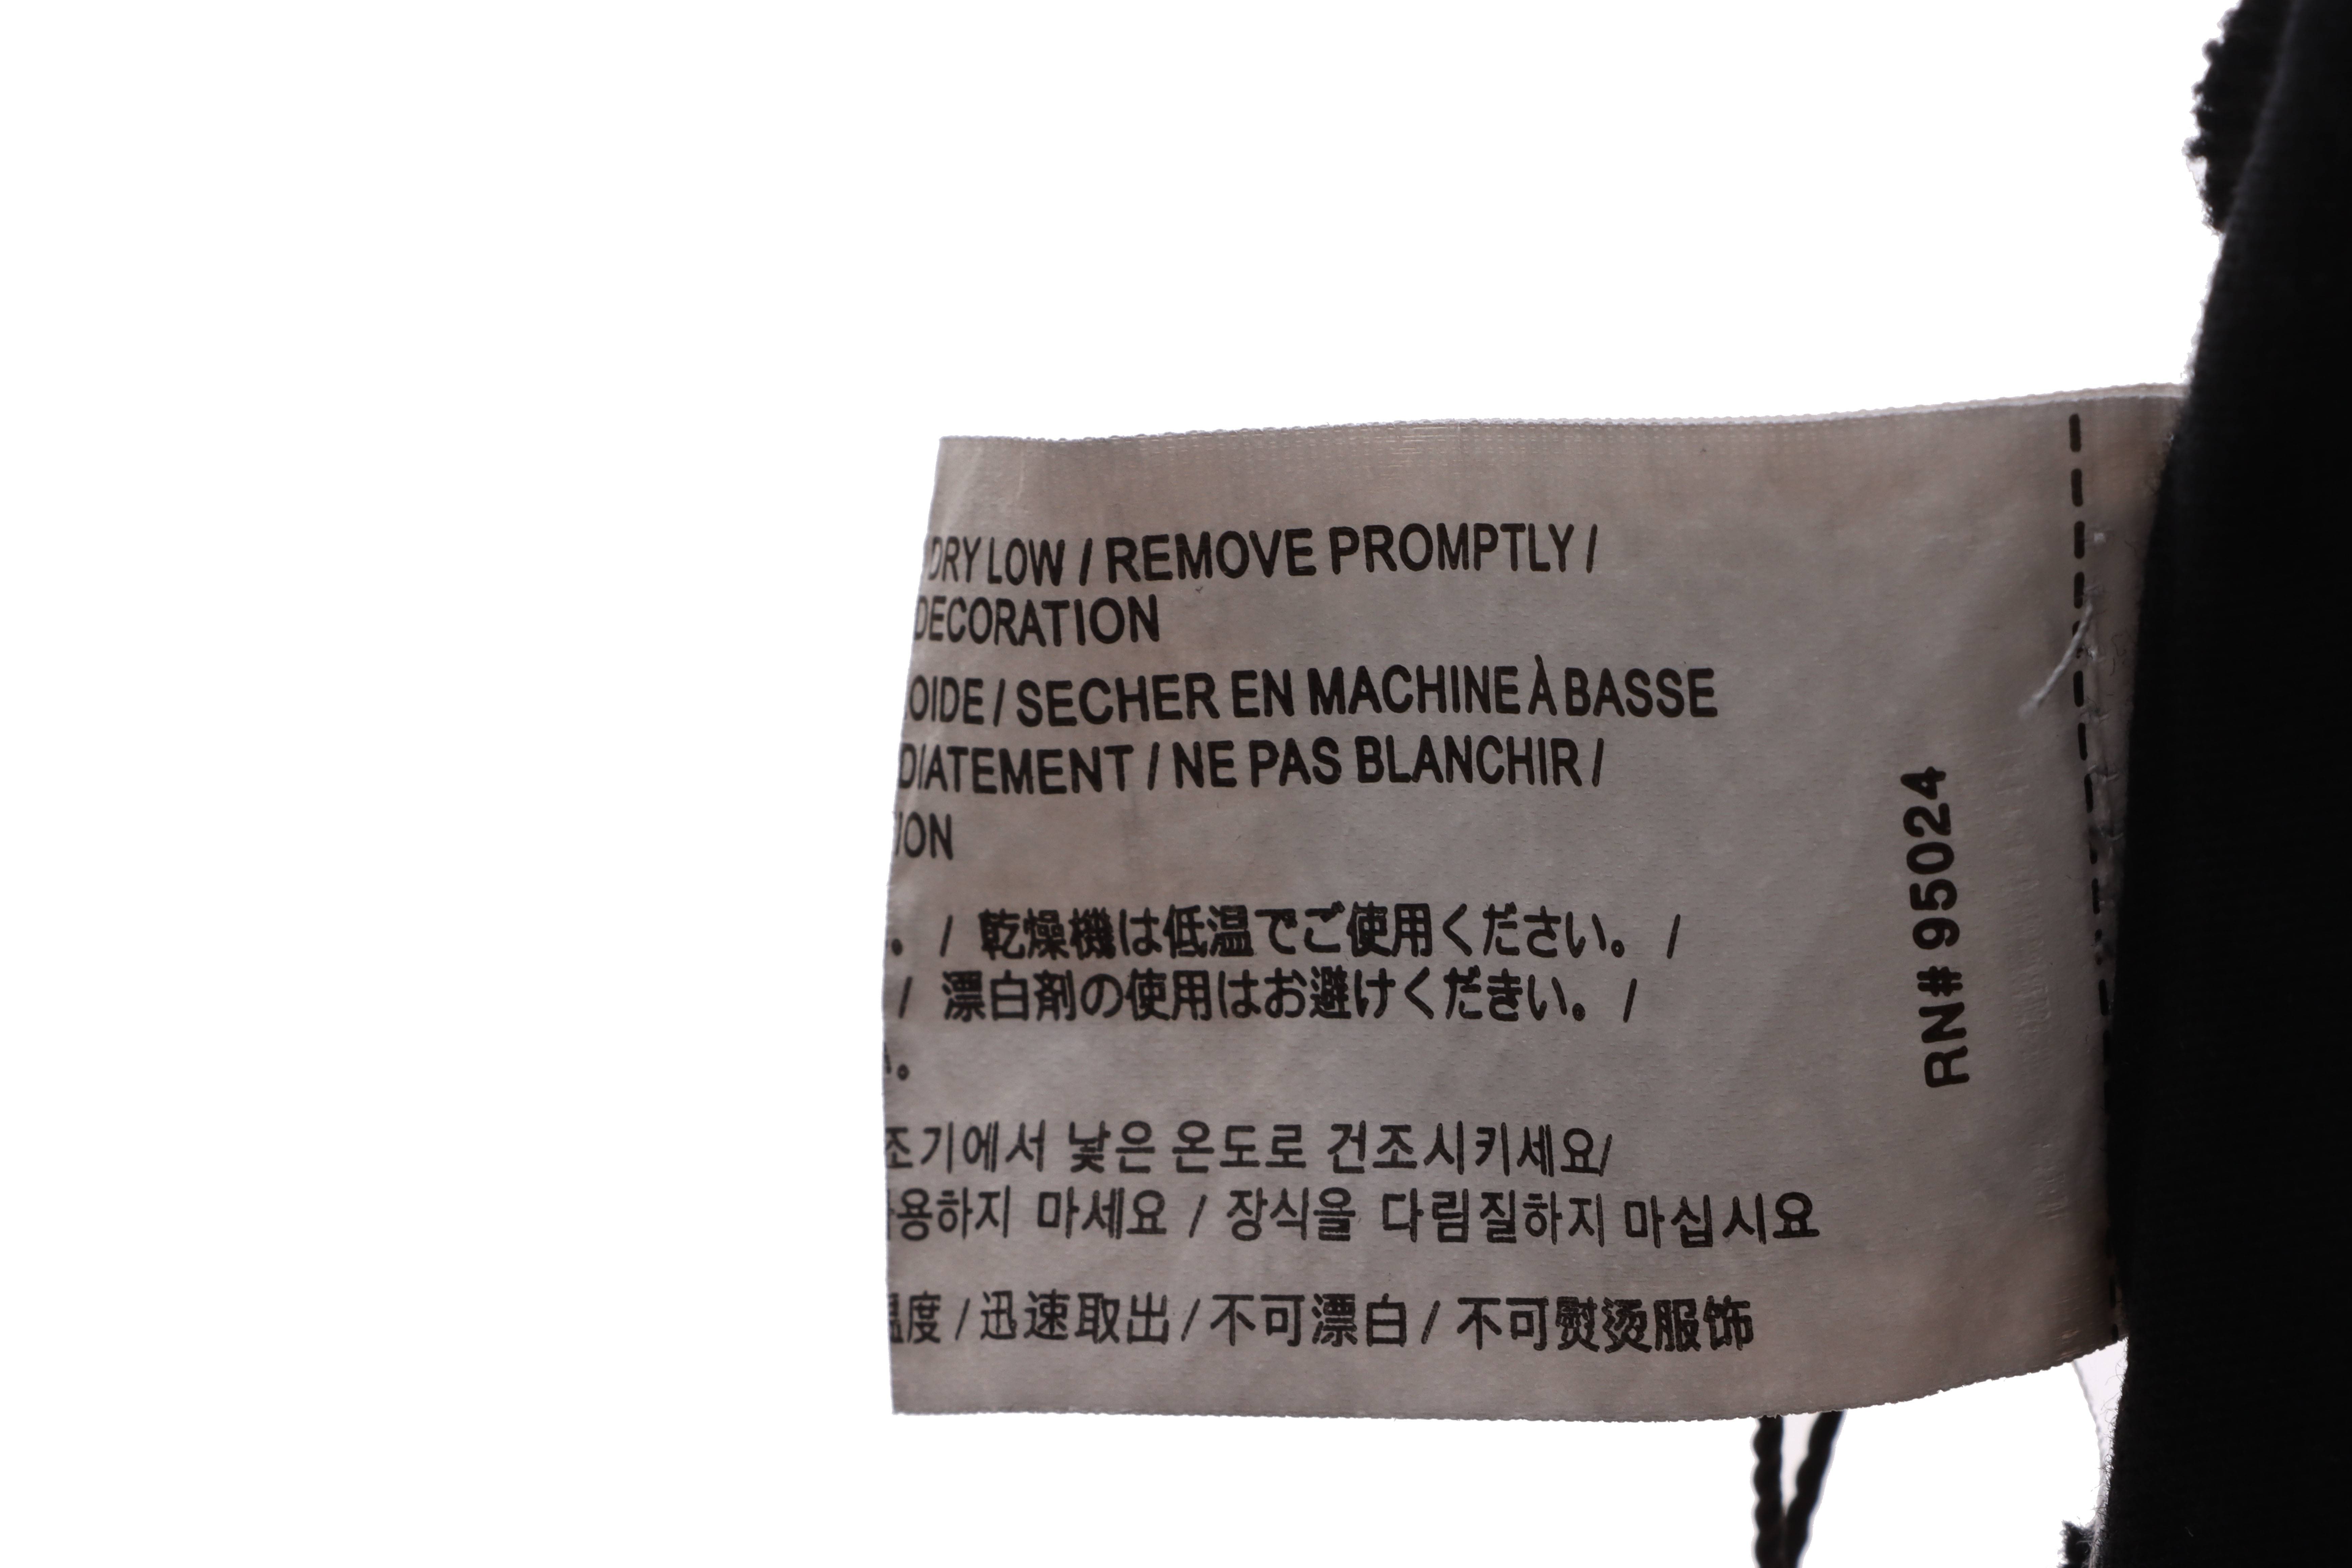 DRY LOW / REMOVE PROMPTLY /
DECORATION
OIDE / SECHER EN MACHINE À BASSE
DIATEMENT / NE PAS BLANCHIR /
ION
。 / 乾燥機は低温でご使用ください。 /
/ 漂白剤の使用はお避けください。 /
。
조기에서 낮은 온도로 건조시키세요/
용하지 마세요 / 장식을 다림질하지 마십시요
温度 / 迅速取出 / 不可漂白 / 不可熨烫服饰
RN# 95024